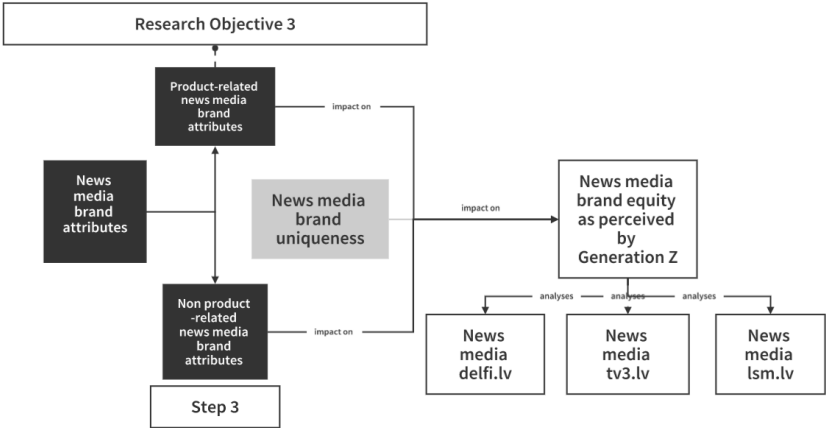 Research Objective 3
Product-related
news media
brand
attributes
impact on
News
media
brand
attributes
News media
brand
uniqueness
impact on
News media
brand equity
as perceived
by
Generation Z
Non product
-related
news media
brand
attributes
impact on
analyses
analyses
analyses
News
media
delfi.lv
News
media
tv3.lv
News
media
lsm.lv
Step 3